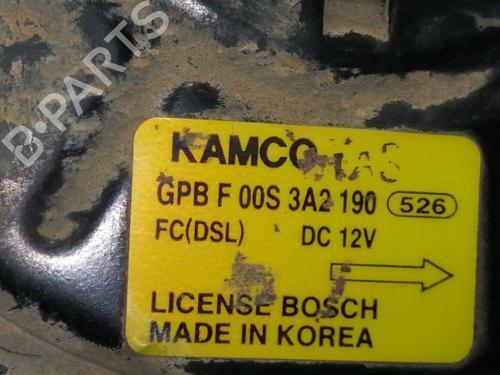 B-PARTS
KAMCO
GPB F 00S 3A2 190 526
FC(DSL) DC 12V
LICENSE BOSCH
MADE IN KOREA